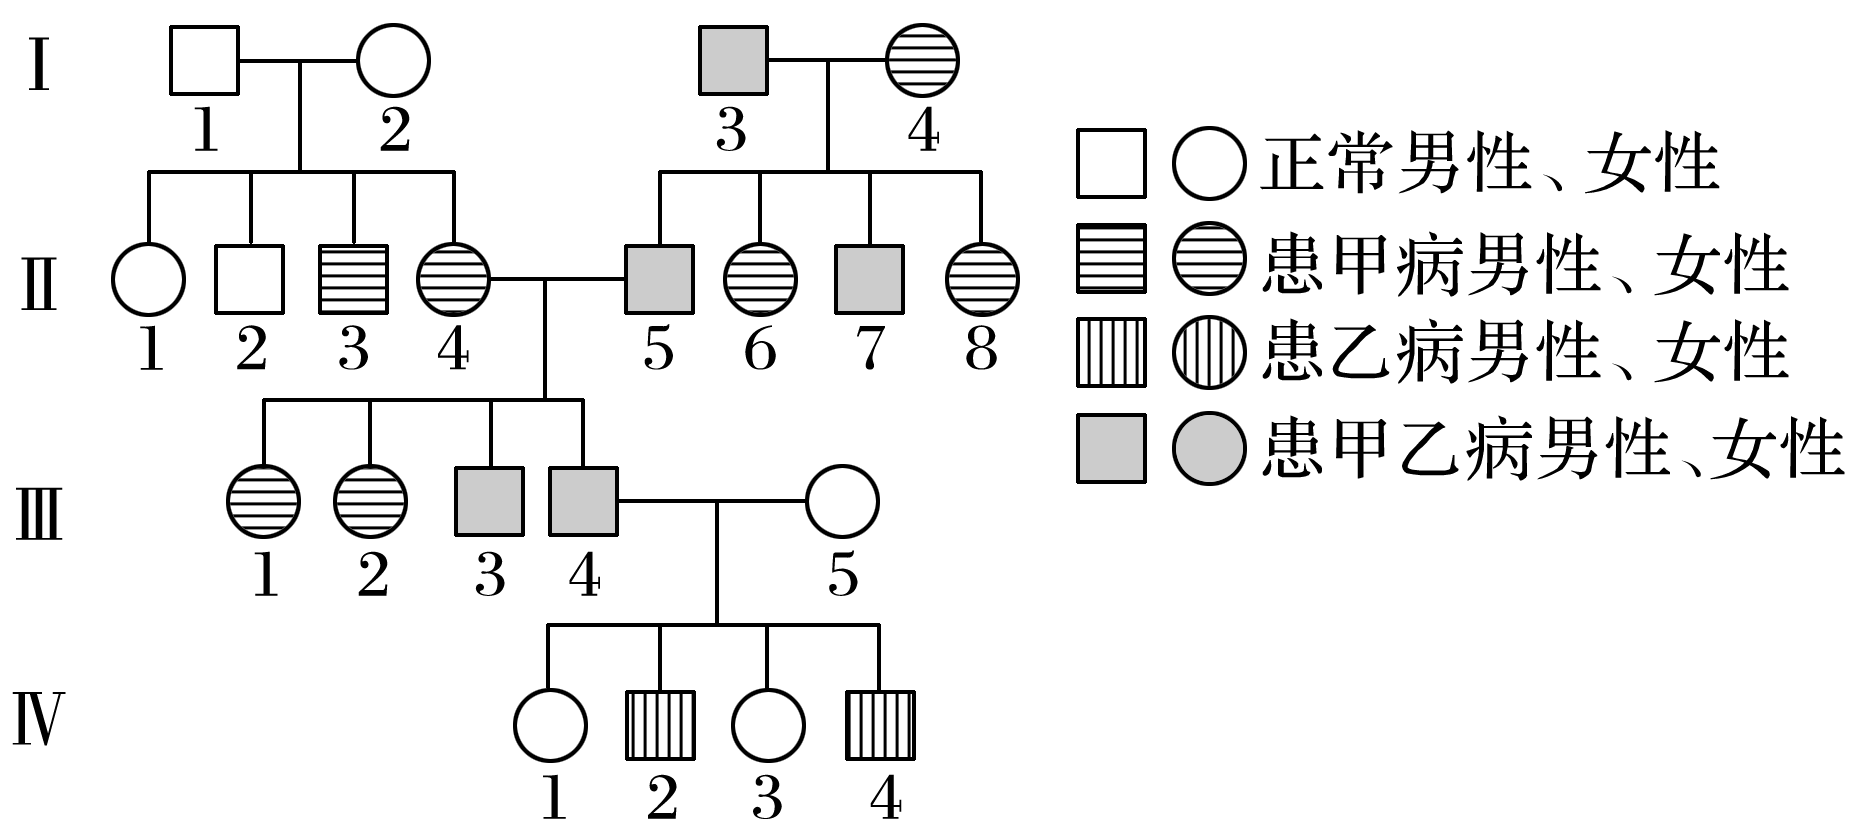 Ⅰ
1 2 3 4
Ⅱ
1 2 3 4 5 6 7 8
Ⅲ
1 2 3 4 5
Ⅳ
1 2 3 4
正常男性、女性
患甲病男性、女性
患乙病男性、女性
患甲乙病男性、女性